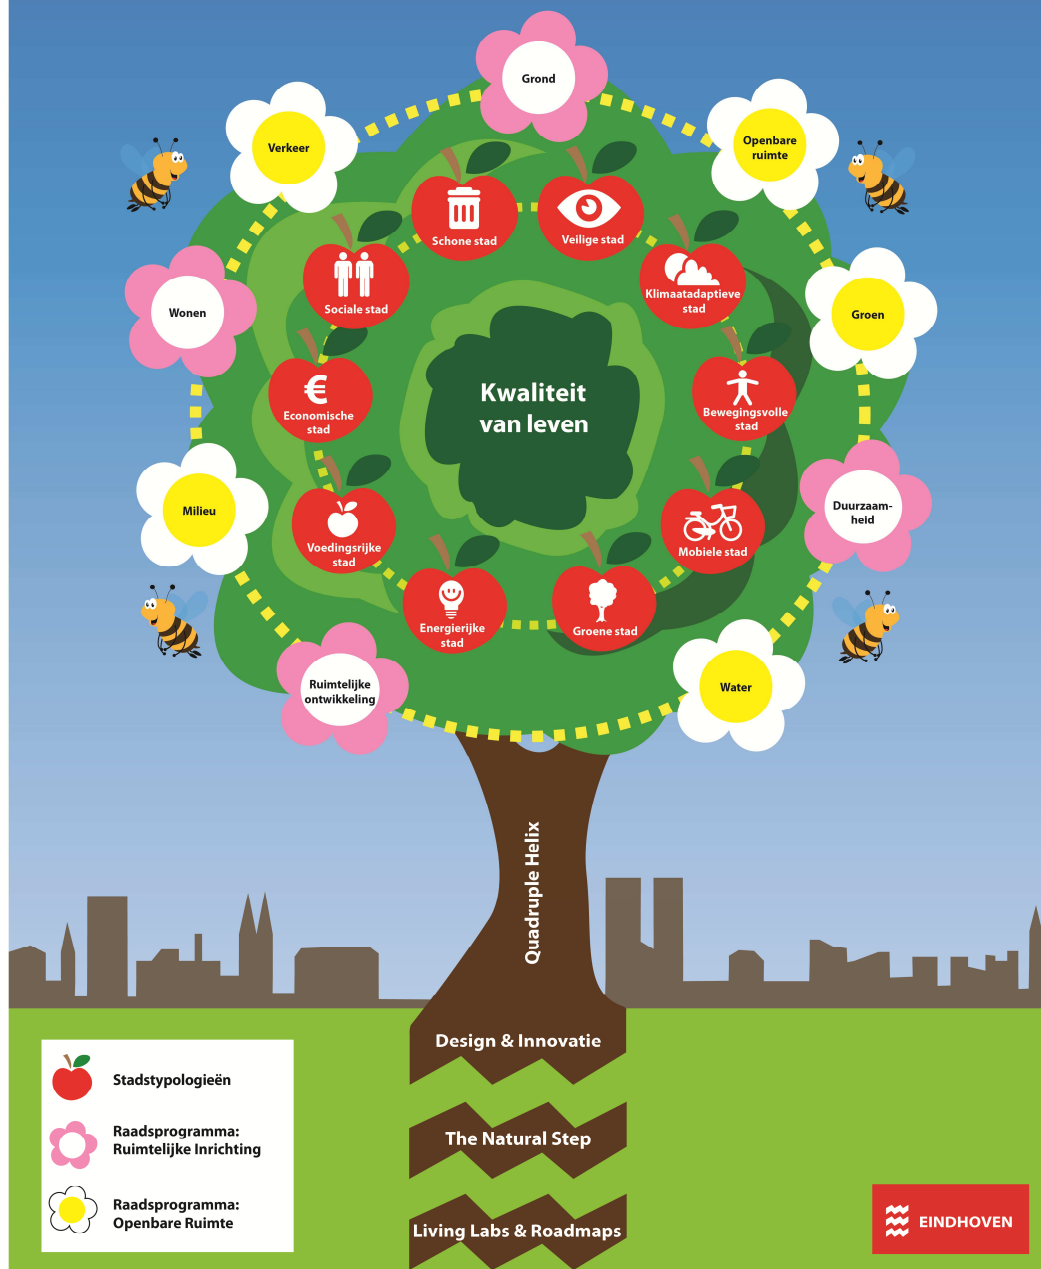 Grond
Verkeer
Openbare
ruimte
Schone stad
Veilige stad
Sociale stad
Klimaatadaptieve
stad
Wonen
Groen
€
Economische
stad
Kwaliteit
van leven
Bewegingsvolle
stad
Milieu
Duurzaam-
heid
Voedingsrijke
stad
Mobiele stad
Energierijke
stad
Groene stad
Ruimtelijke
ontwikkeling
Water
Quadruple Helix
Design & Innovatie
The Natural Step
Living Labs & Roadmaps
Stadstypologieën
Raadsprogramma:
Ruimtelijke Inrichting
Raadsprogramma:
Openbare Ruimte
EINDHOVEN